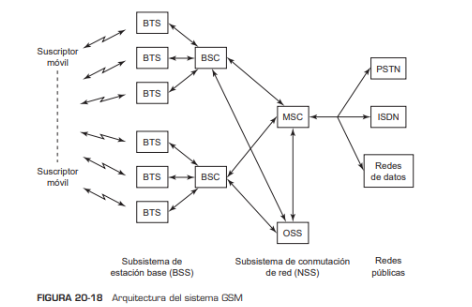 BTS
Suscriptor
móvil
BTS
BSC
PSTN
BTS
MSC
ISDN
BTS
Redes
de datos
Suscriptor
móvil
BTS
BSC
BTS
OSS
Subsistema de
estación base (BSS)
Subsistema de conmutación
de red (NSS)
Redes
públicas
FIGURA 20-18 Arquitectura del sistema GSM